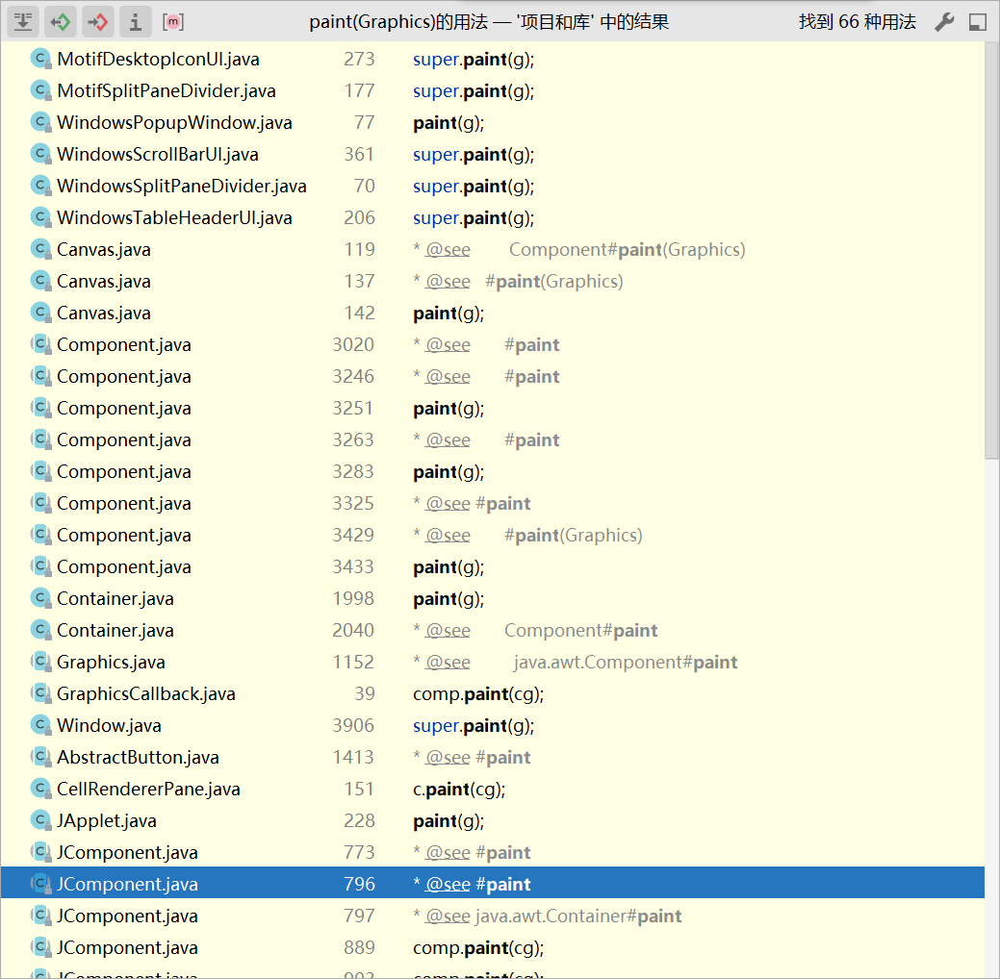 paint(Graphics)的用法 — '项目和库' 中的结果 找到 66 种用法
MotifDesktopIconUI.java 273 super.paint(g);
MotifSplitPaneDivider.java 177 super.paint(g);
WindowsPopupWindow.java 77 paint(g);
WindowsScrollBarUI.java 361 super.paint(g);
WindowsSplitPaneDivider.java 70 super.paint(g);
WindowsTableHeaderUI.java 206 super.paint(g);
Canvas.java 119 * @see Component#paint(Graphics)
Canvas.java 137 * @see #paint(Graphics)
Canvas.java 142 paint(g);
Component.java 3020 * @see #paint
Component.java 3246 * @see #paint
Component.java 3251 paint(g);
Component.java 3263 * @see #paint
Component.java 3283 paint(g);
Component.java 3325 * @see #paint
Component.java 3429 * @see #paint(Graphics)
Component.java 3433 paint(g);
Container.java 1998 paint(g);
Container.java 2040 * @see Component#paint
Graphics.java 1152 * @see java.awt.Component#paint
GraphicsCallback.java 39 comp.paint(cg);
Window.java 3906 super.paint(g);
AbstractButton.java 1413 * @see #paint
CellRendererPane.java 151 c.paint(cg);
JApplet.java 228 paint(g);
JComponent.java 773 * @see #paint
JComponent.java 796 * @see #paint
JComponent.java 797 * @see java.awt.Container#paint
JComponent.java 889 comp.paint(cg);